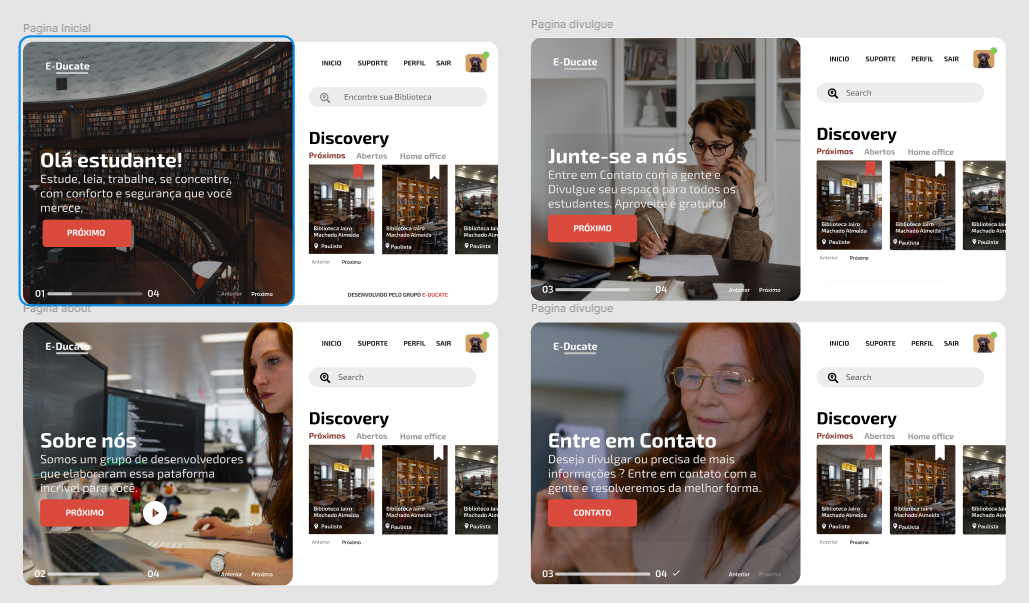 Pagina Inicial
E-Ducate
Olá estudante!
Estude, leia, trabalhe, se concentre,
com conforto e segurança que você
merece.
PRÓXIMO
01
04
Anterior
Próximo
INICIO
SUPORTE
PERFIL
SAIR
Encontre sua Biblioteca
Discovery
Próximos
Abertos
Home office
Biblioteca Jairo
Machado Almeida
Paulista
Biblioteca Jairo
Machado Almeida
Paulista
Biblioteca Jai
Machado Alm
Paulista
Anterior
Próximo
DESENVOLVIDO PELO GRUPO E-DUCATE
Pagina divulgue
E-Ducate
Junte-se a nós
Entre em Contato com a gente e
Divulgue seu espaço para todos os
estudantes. Aproveite é gratuito!
PRÓXIMO
03
04
Anterior
Próximo
INICIO
SUPORTE
PERFIL
SAIR
Search
Discovery
Próximos
Abertos
Home office
Biblioteca Jairo
Machado Almeida
Paulista
Biblioteca Jairo
Machado Almeida
Paulista
Biblioteca Jai
Machado Alm
Paulista
Anterior
Próximo
Pagina about
E-Ducate
Sobre nós
Somos um grupo de desenvolvedores
que elaboraram essa pataforma
incrível para você.
PRÓXIMO
02
04
Anterior
Próximo
INICIO
SUPORTE
PERFIL
SAIR
Search
Discovery
Próximos
Abertos
Home office
Biblioteca Jairo
Machado Almeida
Paulista
Biblioteca Jairo
Machado Almeida
Paulista
Biblioteca Jai
Machado Alm
Paulista
Anterior
Próximo
Pagina divulgue
E-Ducate
Entre em Contato
Deseja divulgar ou precisa de mais
informações ? Entre em contato com a
gente e resolveremos da melhor forma.
CONTATO
03
04
Anterior
Próximo
INICIO
SUPORTE
PERFIL
SAIR
Search
Discovery
Próximos
Abertos
Home office
Biblioteca Jairo
Machado Almeida
Paulista
Biblioteca Jairo
Machado Almeida
Paulista
Biblioteca Jai
Machado Alm
Paulista
Anterior
Próximo